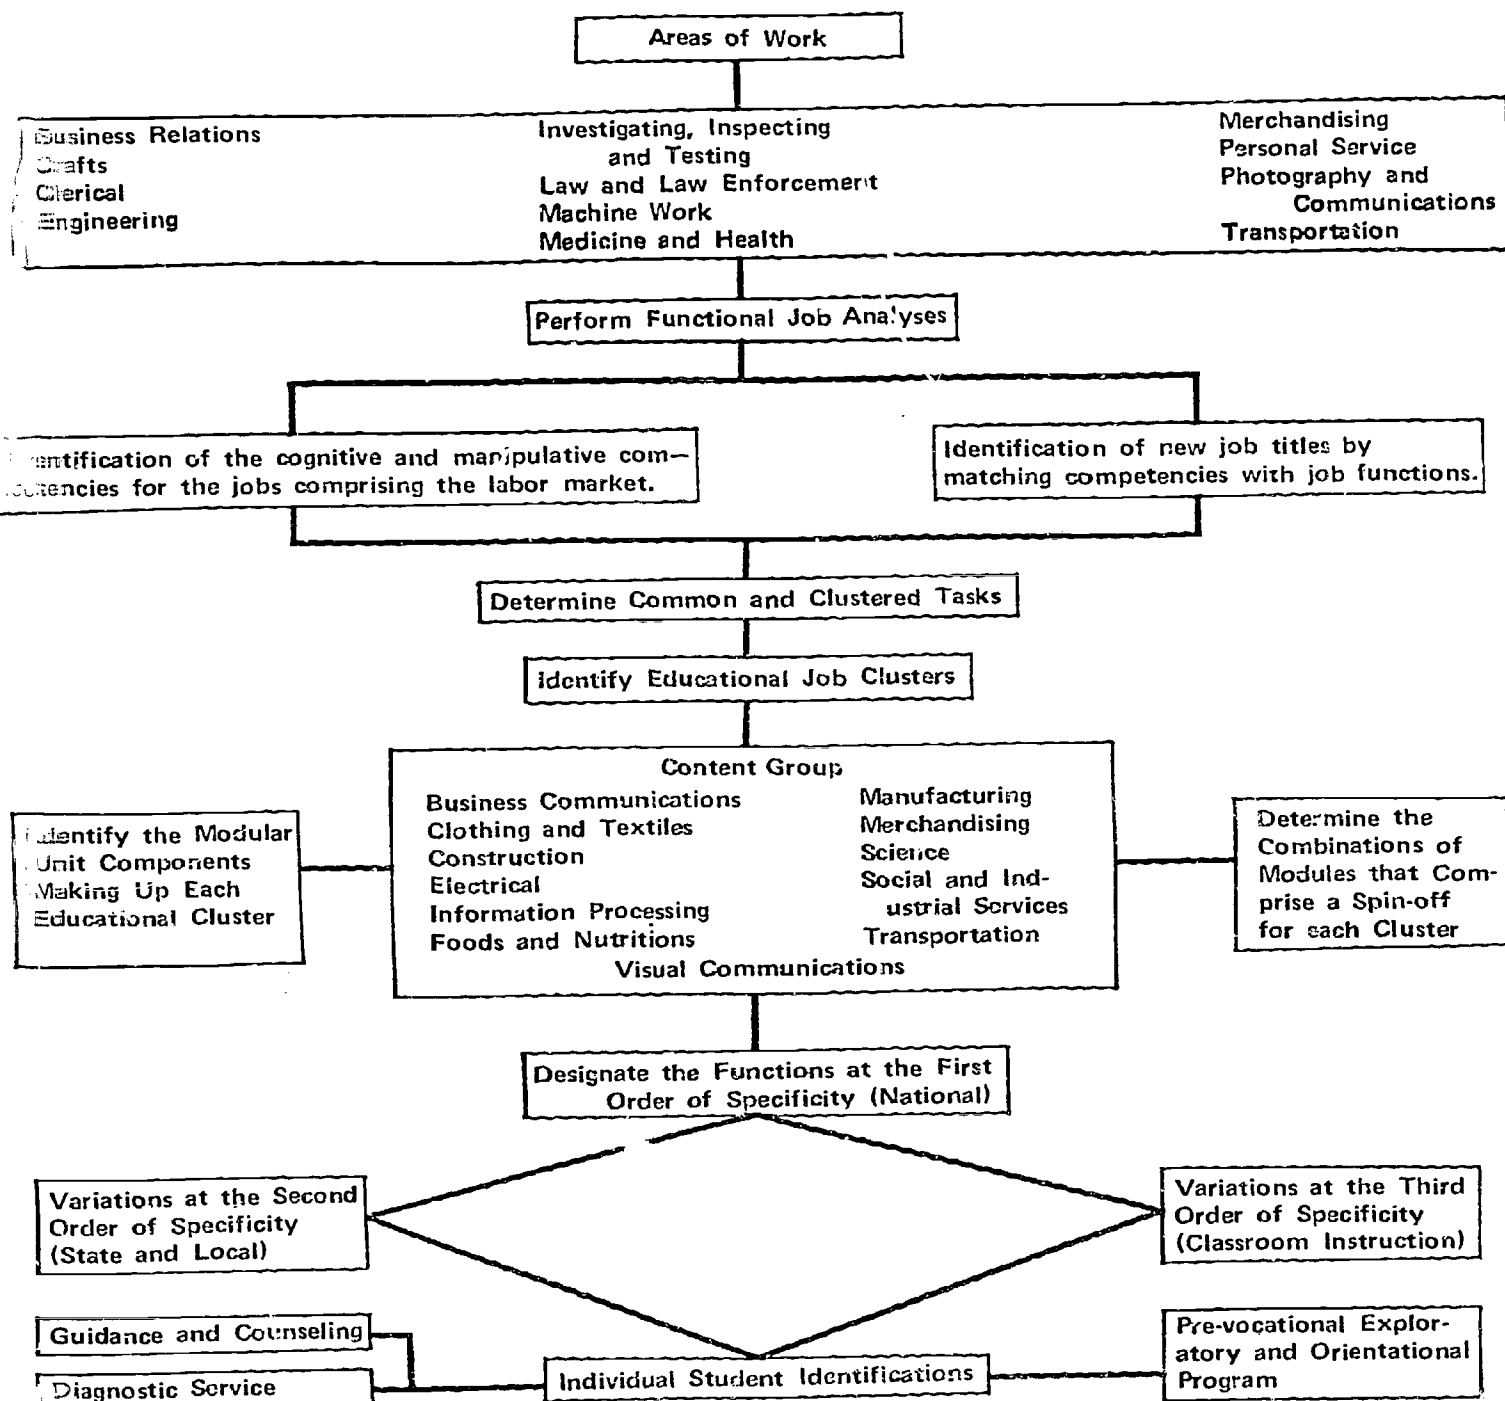 Areas of Work
Business Relations
Crafts
Clerical
Engineering
Investigating, Inspecting
and Testing
Law and Law Enforcement
Machine Work
Medicine and Health
Merchandising
Personal Service
Photography and
Communications
Transportation
Perform Functional Job Analyses
Identification of the cognitive and manipulative com-
petencies for the jobs comprising the labor market.
Identification of new job titles by
matching competencies with job functions.
Determine Common and Clustered Tasks
Identify Educational Job Clusters
Identify the Modular
Unit Components
Making Up Each
Educational Cluster
Content Group
Business Communications
Clothing and Textiles
Construction
Electrical
Information Processing
Foods and Nutritions
Manufacturing
Merchandising
Science
Social and Ind-
ustrial Services
Transportation
Visual Communications
Determine the
Combinations of
Modules that Com-
prise a Spin-off
for each Cluster
Designate the Functions at the First
Order of Specificity (National)
Variations at the Second
Order of Specificity
(State and Local)
Variations at the Third
Order of Specificity
(Classroom Instruction)
Guidance and Counseling
Diagnostic Service
Individual Student Identifications
Pre-vocational Explor-
atory and Orientational
Program